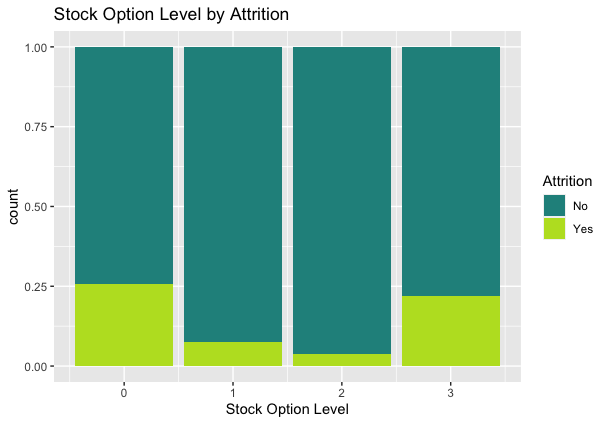 Stock Option Level by Attrition
1.00
0.75
0.50
0.25
0.00
count
0 1 2 3
Stock Option Level
Attrition
No
Yes